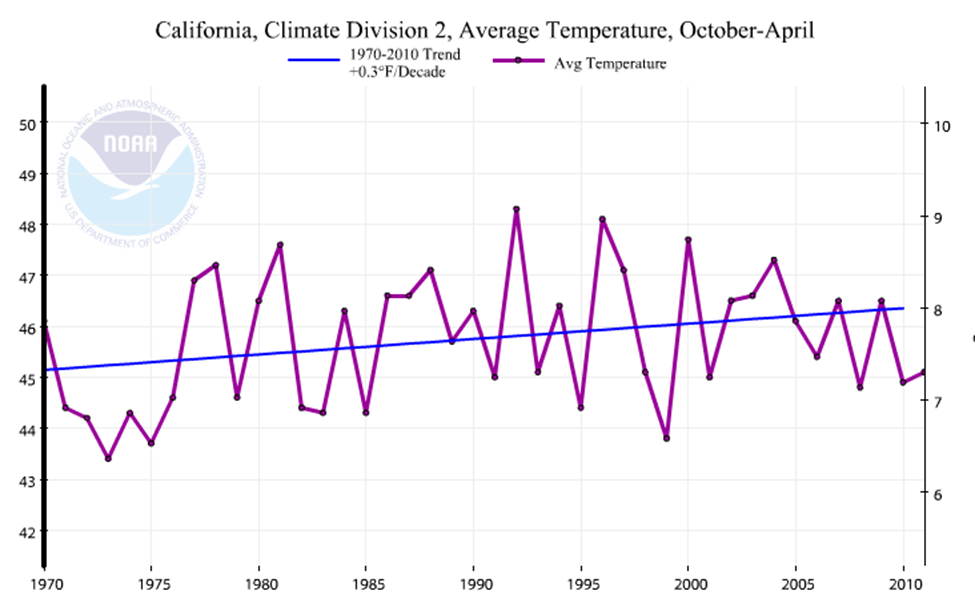 California, Climate Division 2, Average Temperature, October-April
1970-2010 Trend
+0.3°F/Decade
Avg Temperature
NATIONAL OCEANIC AND ATMOSPHERIC ADMINISTRATION
NOAA
U.S. DEPARTMENT OF COMMERCE
50
49
48
47
46
45
44
43
42
10
9
8
7
6
1970 1975 1980 1985 1990 1995 2000 2005 2010